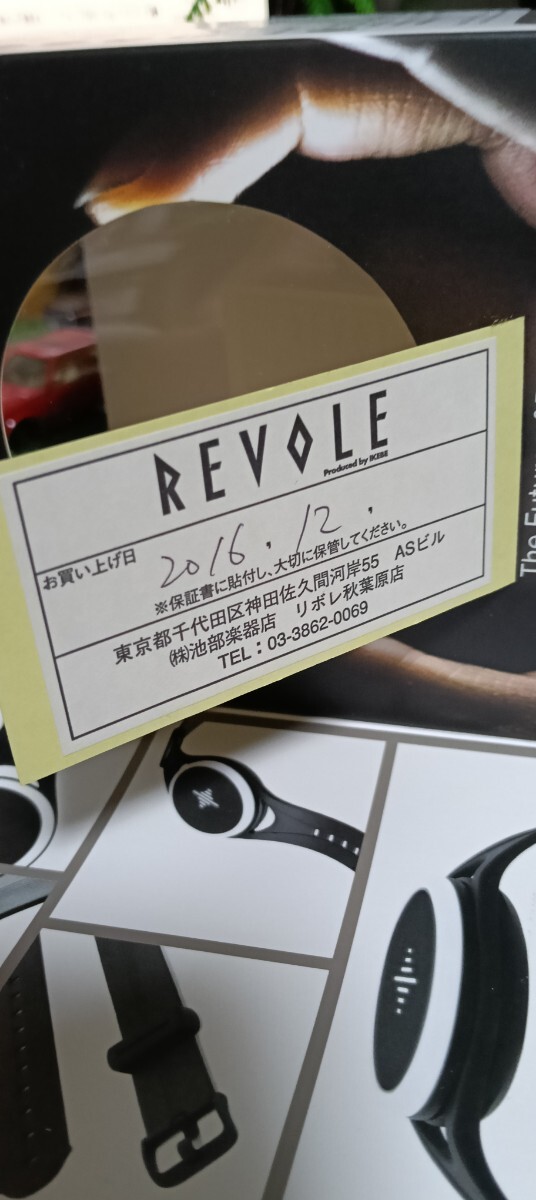 REVOLE
Produced by IKEBE
お買い上げ日 2016. 12.
※保証書に貼付し、大切に保管してください。
東京都千代田区神田佐久間河岸55 ASビル
㈱池部楽器店 リボレ秋葉原店
TEL：03-3862-0069
The Future